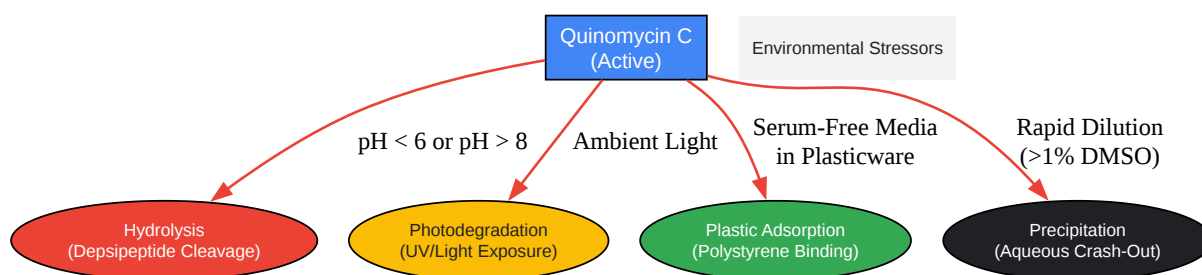 Quinomycin C
(Active)
Environmental Stressors
pH < 6 or pH > 8
Ambient Light
Serum-Free Media
in Plasticware
Rapid Dilution
(>1% DMSO)
Hydrolysis
(Depsipeptide Cleavage)
Photodegradation
(UV/Light Exposure)
Plastic Adsorption
(Polystyrene Binding)
Precipitation
(Aqueous Crash-Out)